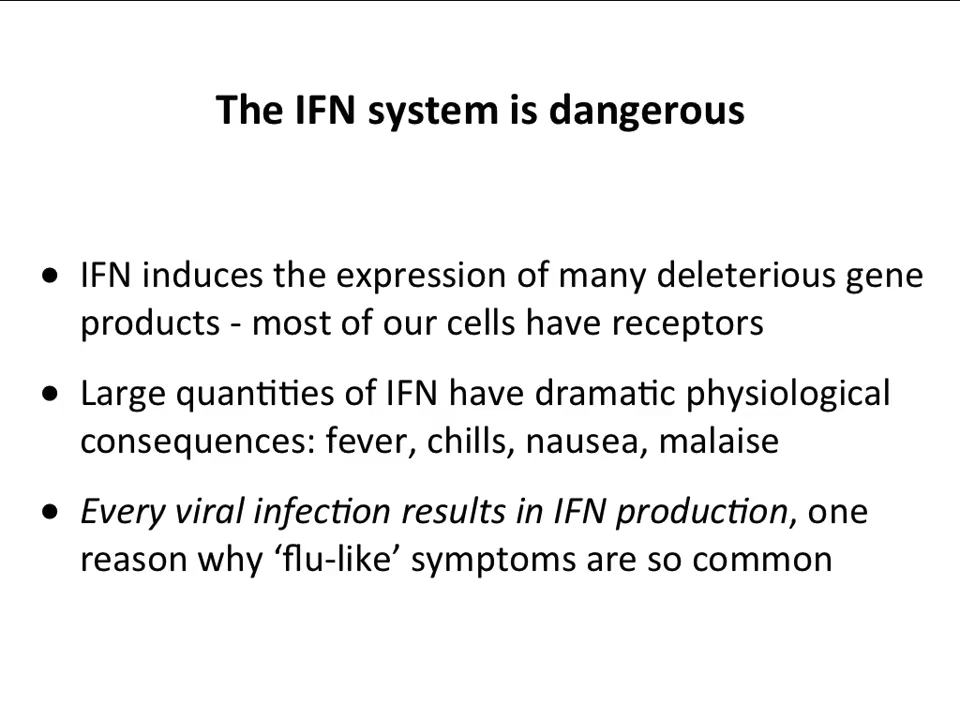 The IFN system is dangerous
• IFN induces the expression of many deleterious gene
products - most of our cells have receptors
• Large quantities of IFN have dramatic physiological
consequences: fever, chills, nausea, malaise
• Every viral infection results in IFN production, one
reason why ‘flu-like’ symptoms are so common